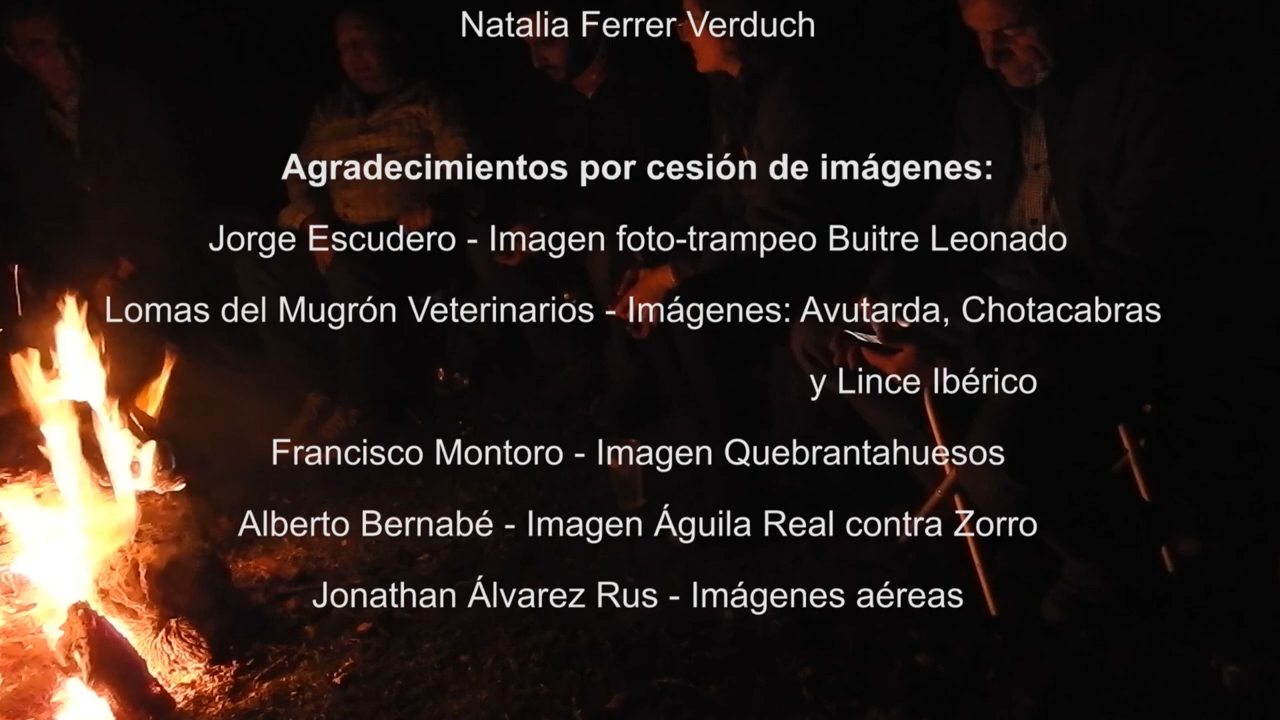 Natalia Ferrer Verduch
Agradecimientos por cesión de imágenes:
Jorge Escudero - Imagen foto-trampeo Buitre Leonado
Lomas del Mugrón Veterinarios - Imágenes: Avutarda, Chotacabras
y Lince Ibérico
Francisco Montoro - Imagen Quebrantahuesos
Alberto Bernabé - Imagen Águila Real contra Zorro
Jonathan Álvarez Rus - Imágenes aéreas